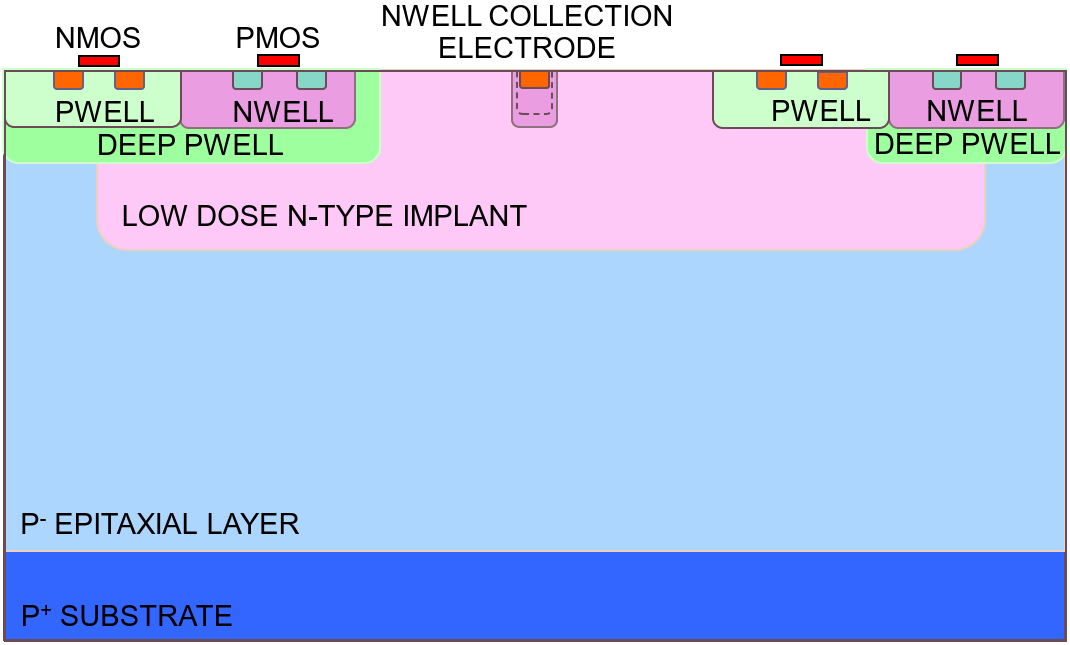 NWELL COLLECTION
ELECTRODE
NMOS
PMOS
PWELL
NWELL
PWELL
NWELL
DEEP PWELL
DEEP PWELL
LOW DOSE N-TYPE IMPLANT
P⁻ EPITAXIAL LAYER
P⁺ SUBSTRATE